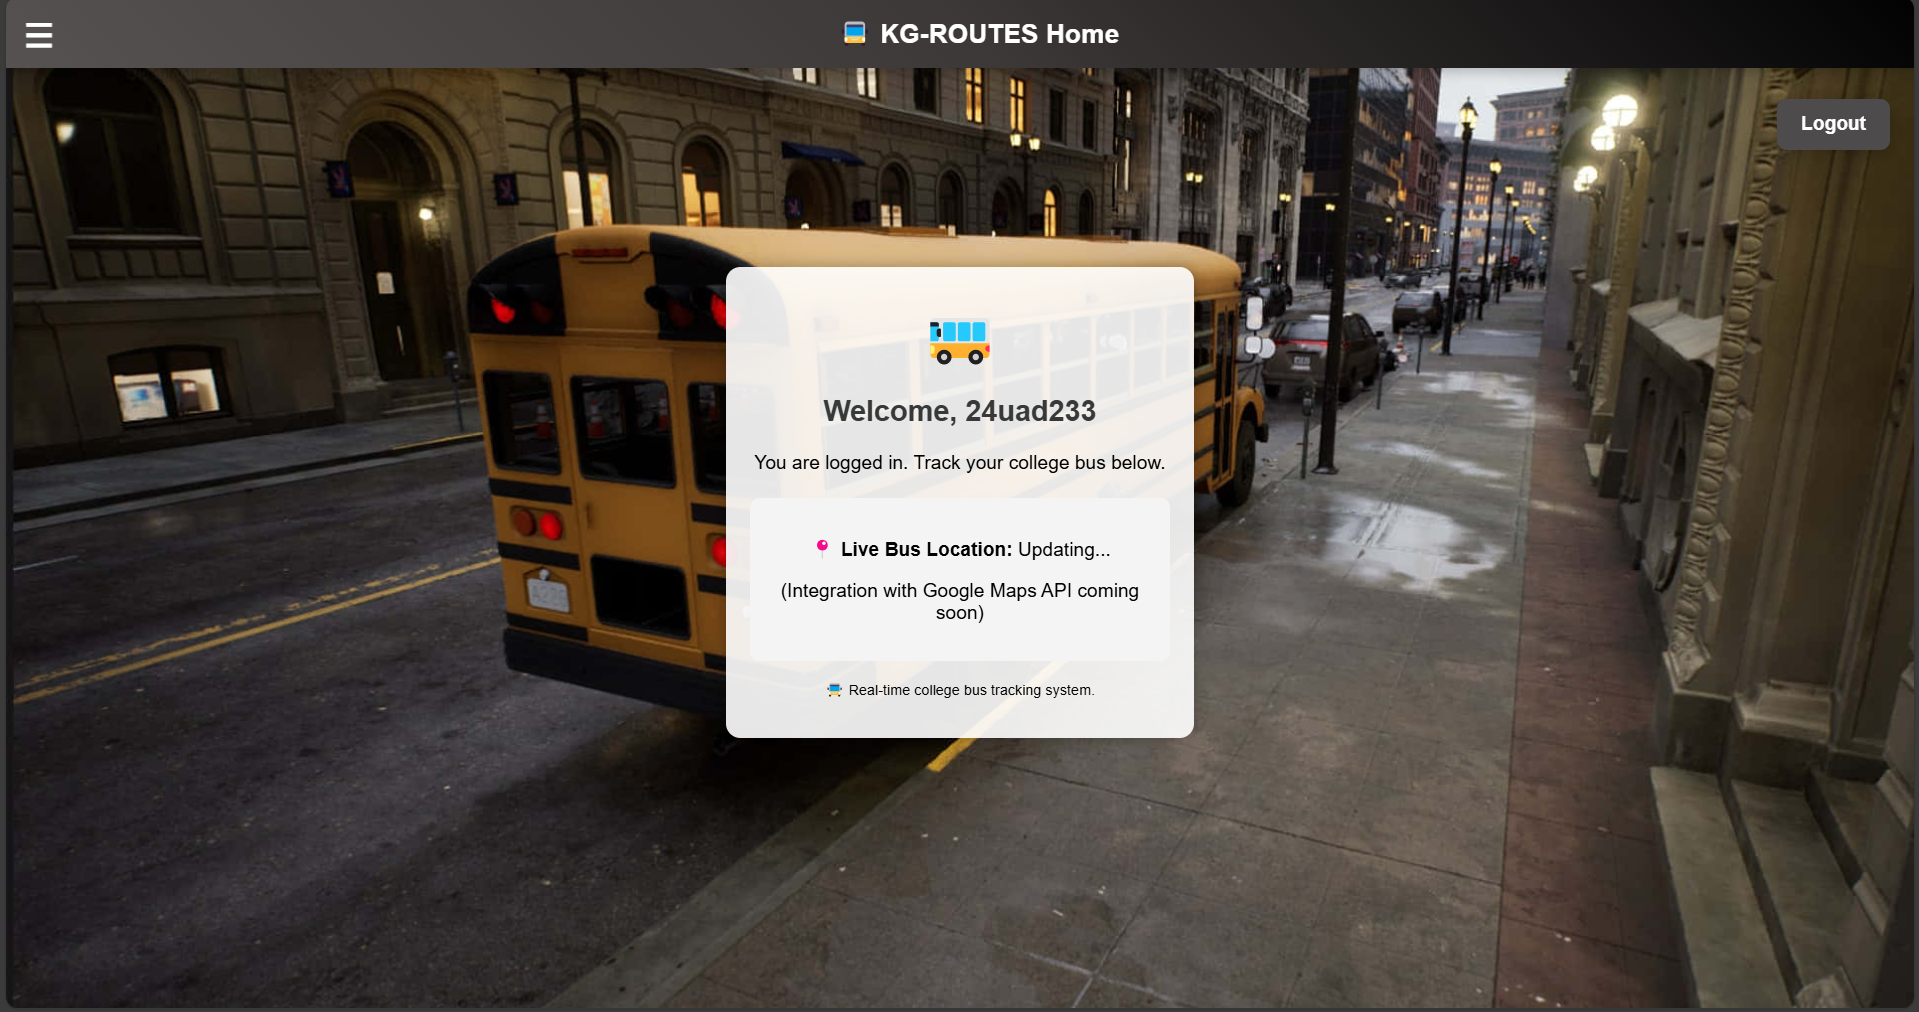 KG-ROUTES Home
Logout
Welcome, 24uad233
You are logged in. Track your college bus below.
Live Bus Location: Updating...
(Integration with Google Maps API coming
soon)
Real-time college bus tracking system.